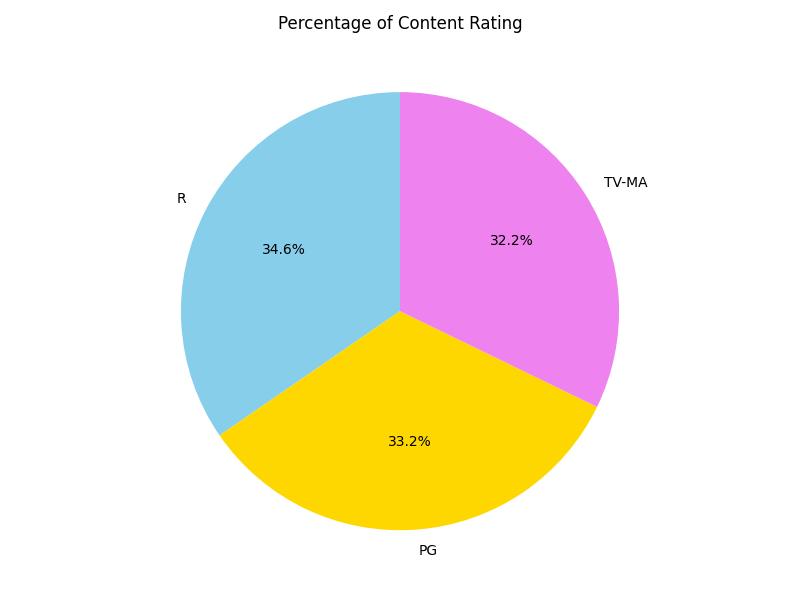 Percentage of Content Rating
TV-MA
R
32.2%
34.6%
33.2%
PG